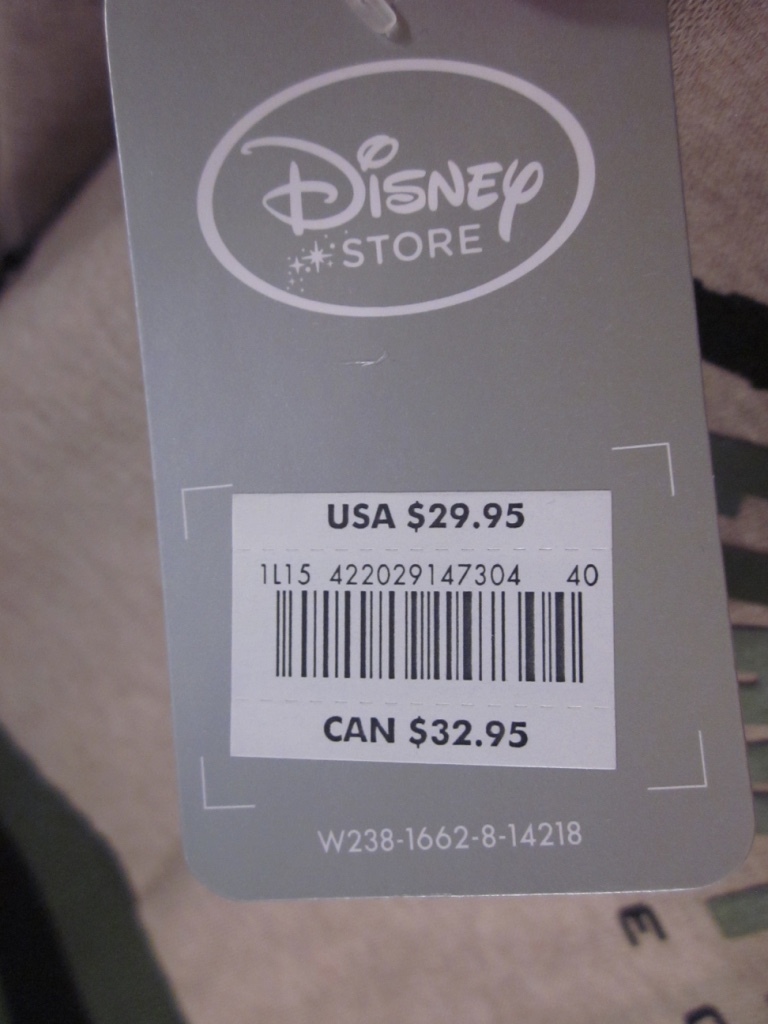 Disney
STORE
USA $29.95
1L15 422029147304 40
CAN $32.95
W238-1662-8-14218
E